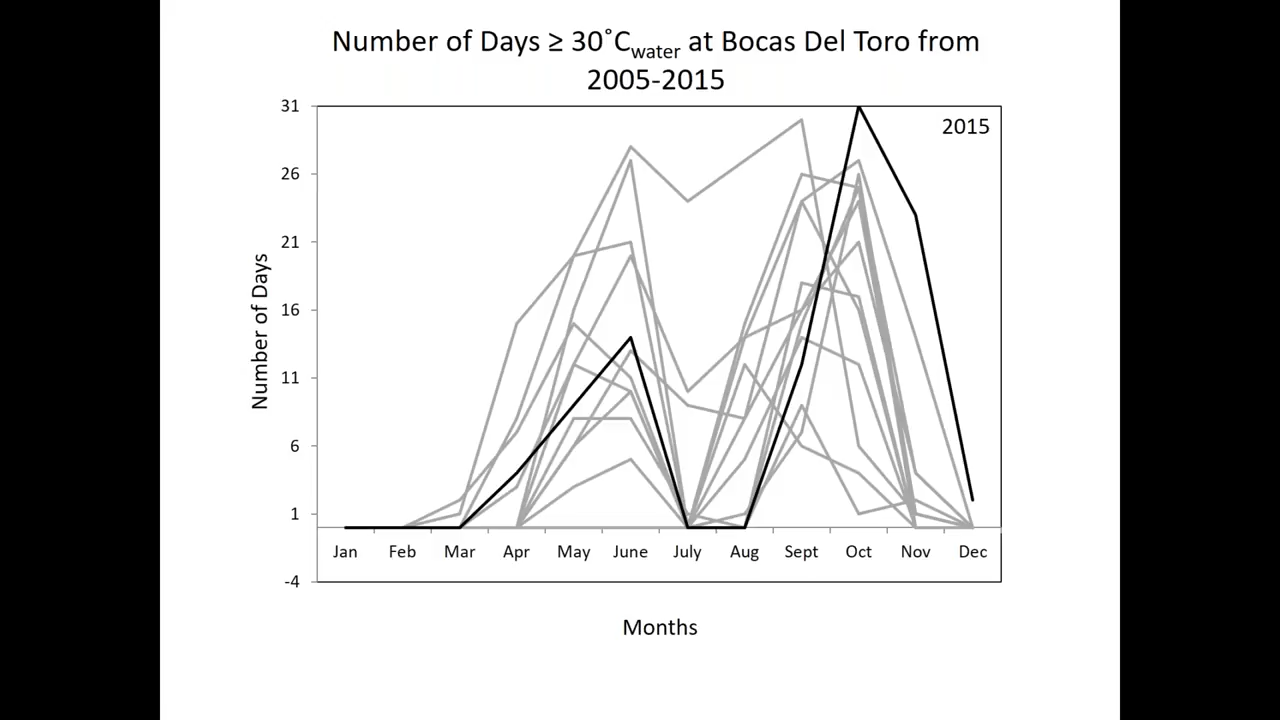 Number of Days ≥ 30˚Cwater at Bocas Del Toro from
2005-2015
31
2015
26
21
16
11
6
1
-4
Number of Days
Jan Feb Mar Apr May June July Aug Sept Oct Nov Dec
Months